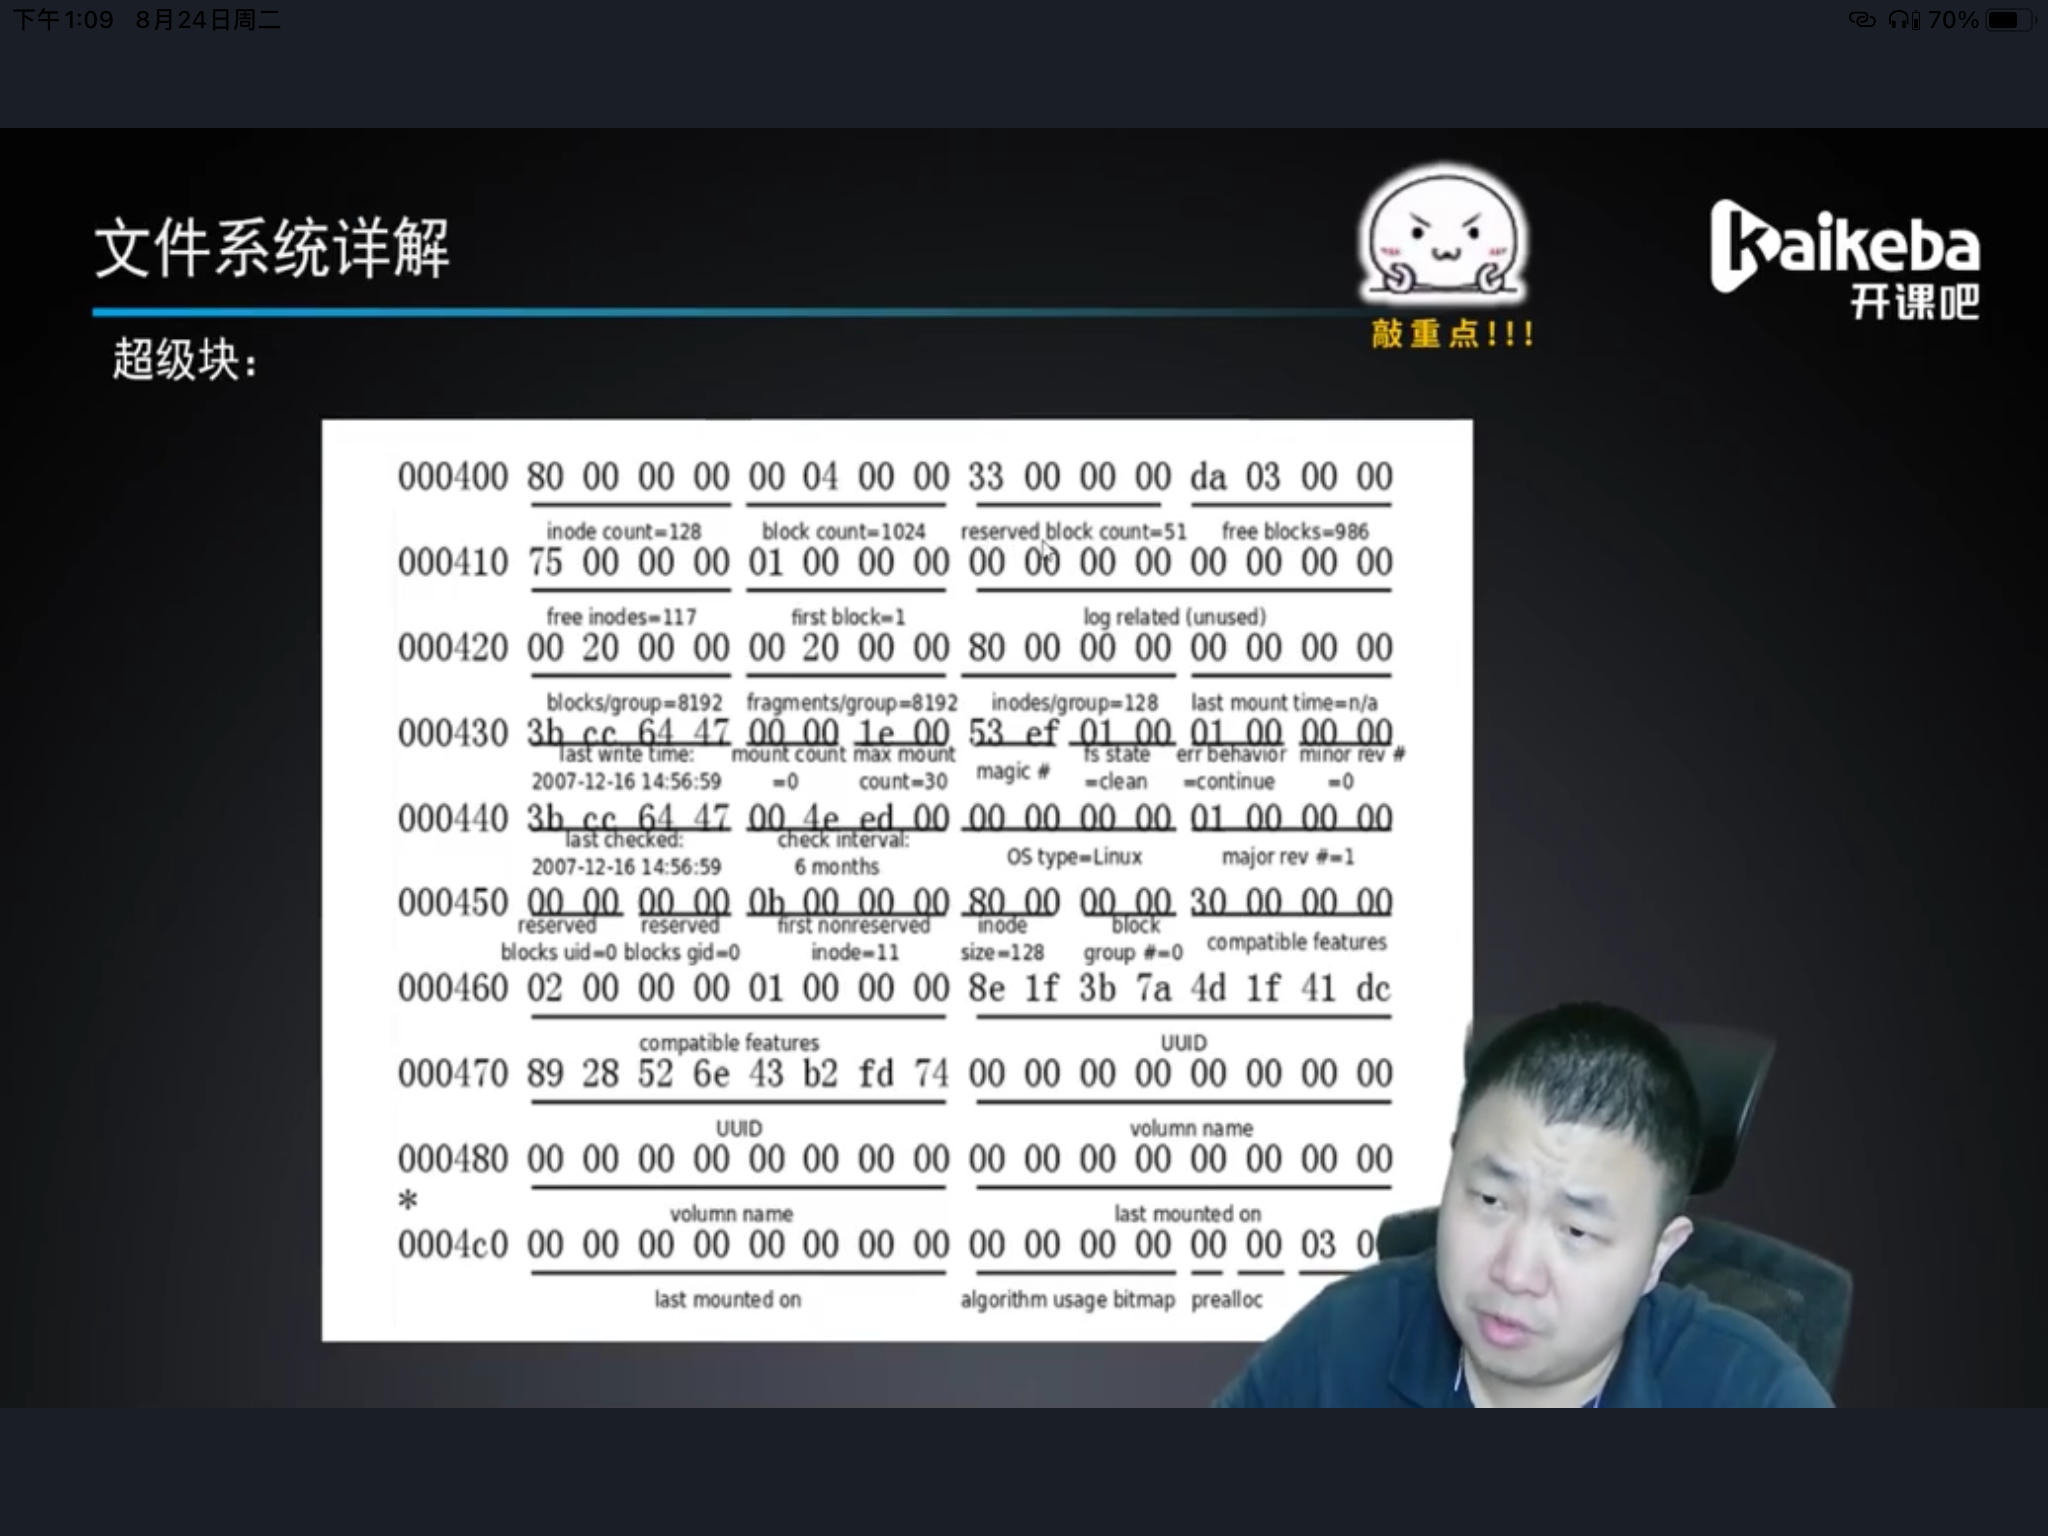 下午1:09 8月24日周二
70%
文件系统详解
敲重点!!!
Kaikeba
开课吧
超级块:
000400 80 00 00 00 00 04 00 00 33 00 00 00 da 03 00 00
inode count=128 block count=1024 reserved block count=51 free blocks=986
000410 75 00 00 00 01 00 00 00 00 00 00 00 00 00 00 00
free inodes=117 first block=1 log related (unused)
000420 00 20 00 00 00 20 00 00 80 00 00 00 00 00 00 00
blocks/group=8192 fragments/group=8192 inodes/group=128 last mount time=n/a
000430 3b cc 64 47 00 00 1e 00 53 ef 01 00 01 00 00 00
last write time: mount count max mount magic # fs state err behavior minor rev #
2007-12-16 14:56:59 =0 count=30 =clean =continue =0
000440 3b cc 64 47 00 4e ed 00 00 00 00 00 01 00 00 00
last checked: check interval: OS type=Linux major rev #=1
2007-12-16 14:56:59 6 months
000450 00 00 00 00 0b 00 00 00 80 00 00 00 30 00 00 00
reserved reserved first nonreserved inode block compatible features
blocks uid=0 blocks gid=0 inode=11 size=128 group #=0
000460 02 00 00 00 01 00 00 00 8e 1f 3b 7a 4d 1f 41 dc
compatible features UUID
000470 89 28 52 6e 43 b2 fd 74 00 00 00 00 00 00 00 00
UUID volumn name
000480 00 00 00 00 00 00 00 00 00 00 00 00 00 00 00 00
*
volumn name last mounted on
0004c0 00 00 00 00 00 00 00 00 00 00 00 00 00 00 03
last mounted on algorithm usage bitmap prealloc